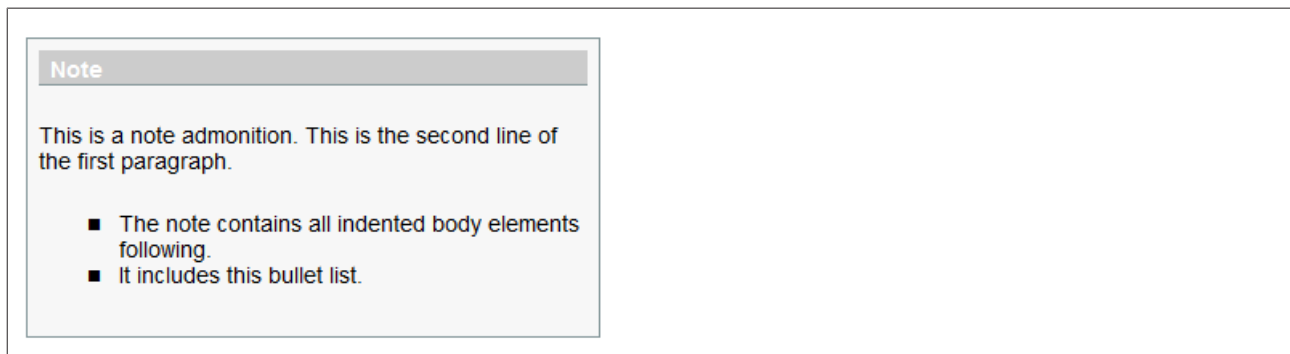 Note
This is a note admonition. This is the second line of
the first paragraph.
■ The note contains all indented body elements
following.
■ It includes this bullet list.